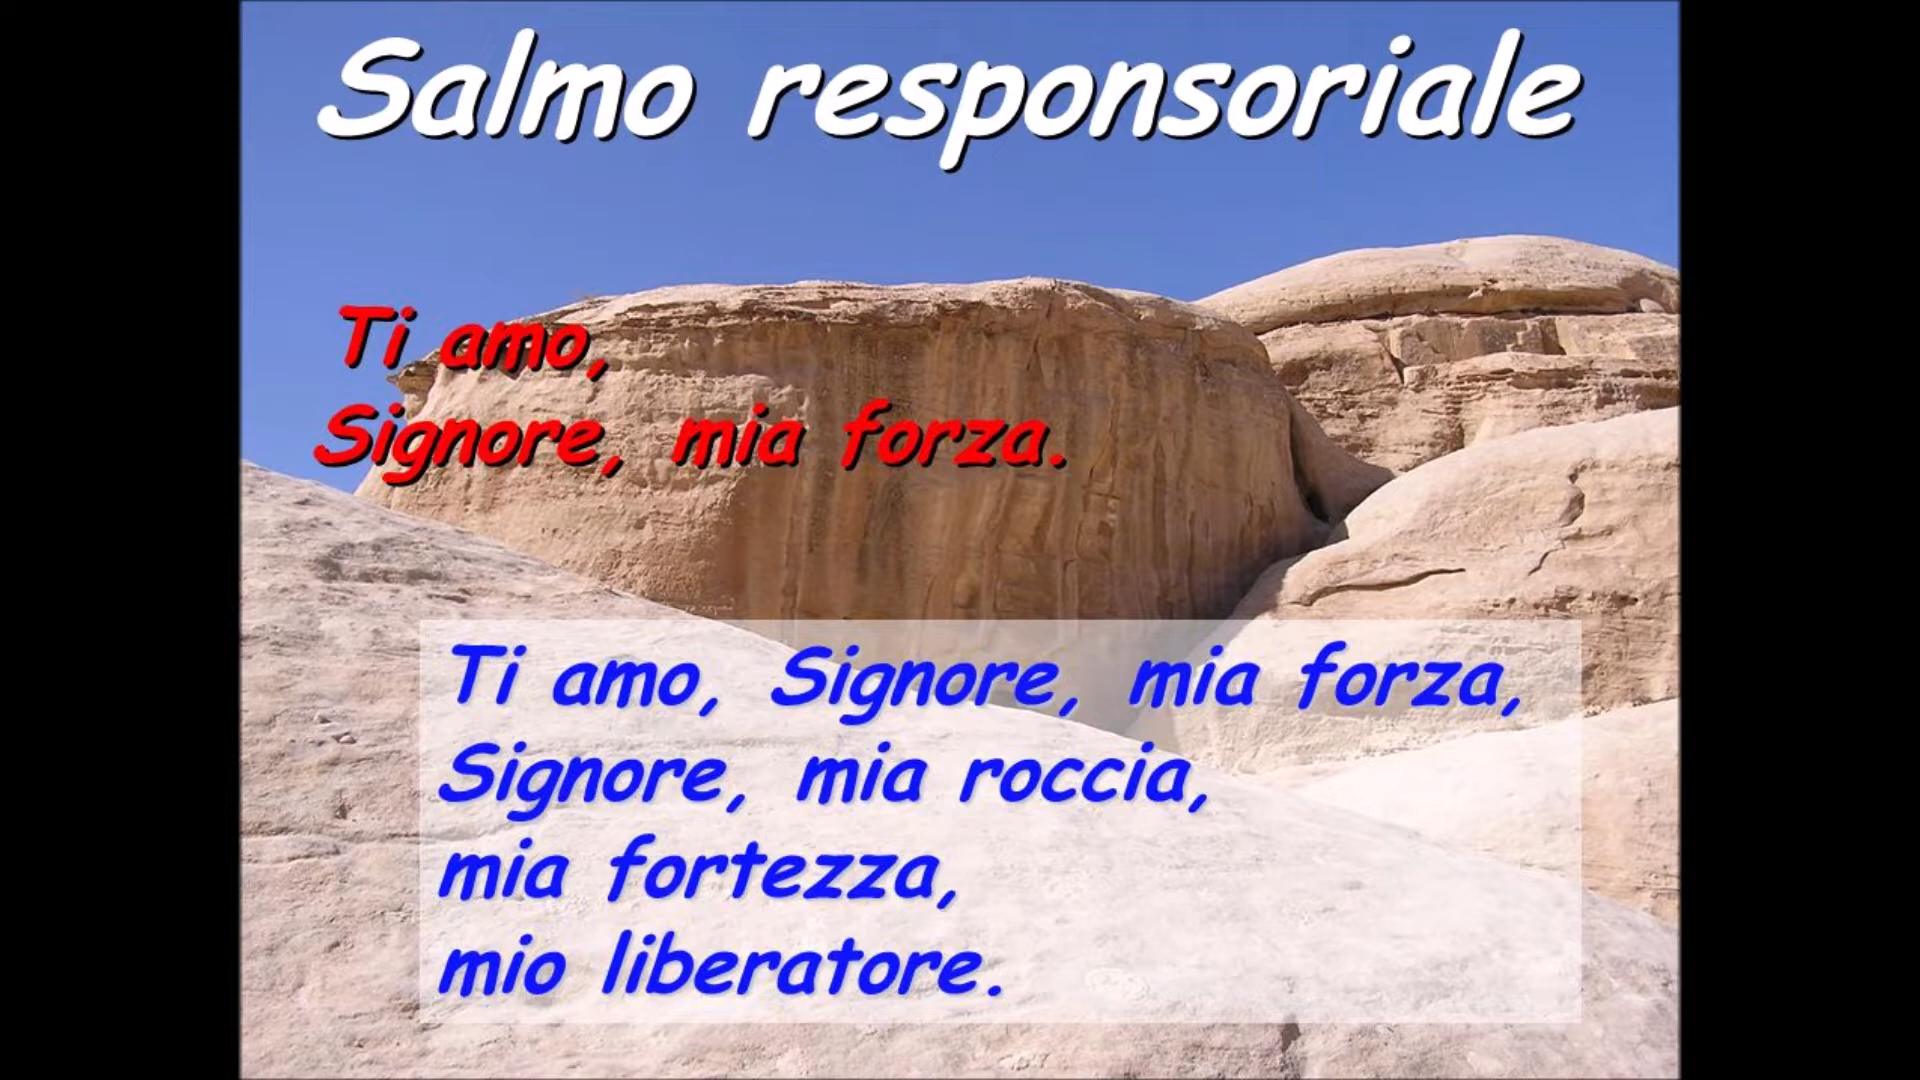 Salmo responsoriale
Ti amo,
Signore, mia forza.
Ti amo, Signore, mia forza,
Signore, mia roccia,
mia fortezza,
mio liberatore.